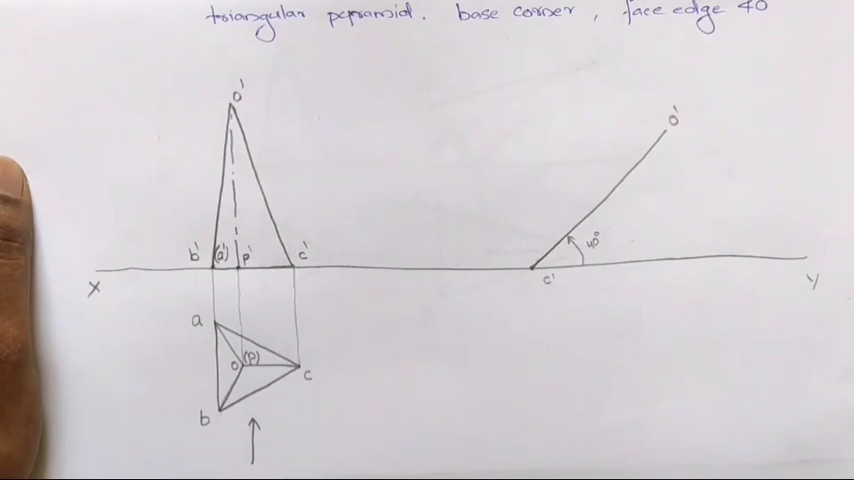 triangular pyramid. base corner, face edge 40
o'
o'
40°
b' (a') p' c'
c'
X
Y
a
o (p)
c
b